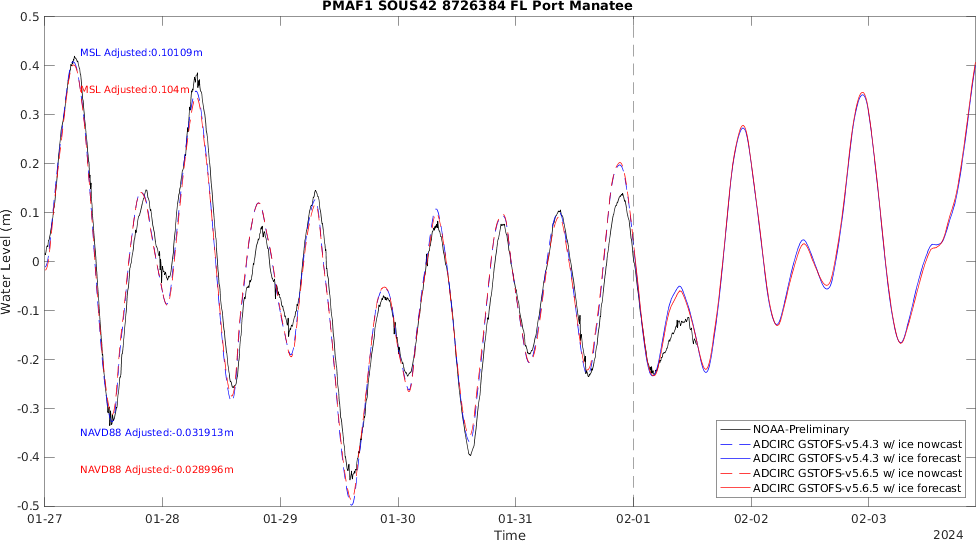 PMAF1 SOUS42 8726384 FL Port Manatee
Water Level (m)
0.5
0.4
0.3
0.2
0.1
0
-0.1
-0.2
-0.3
-0.4
-0.5
MSL Adjusted:0.10109m
MSL Adjusted:0.104m
NAVD88 Adjusted:-0.031913m
NAVD88 Adjusted:-0.028996m
NOAA-Preliminary
ADCIRC GSTOFS-v5.4.3 w/ ice nowcast
ADCIRC GSTOFS-v5.4.3 w/ ice forecast
ADCIRC GSTOFS-v5.6.5 w/ ice nowcast
ADCIRC GSTOFS-v5.6.5 w/ ice forecast
01-27 01-28 01-29 01-30 01-31 02-01 02-02 02-03
Time
2024